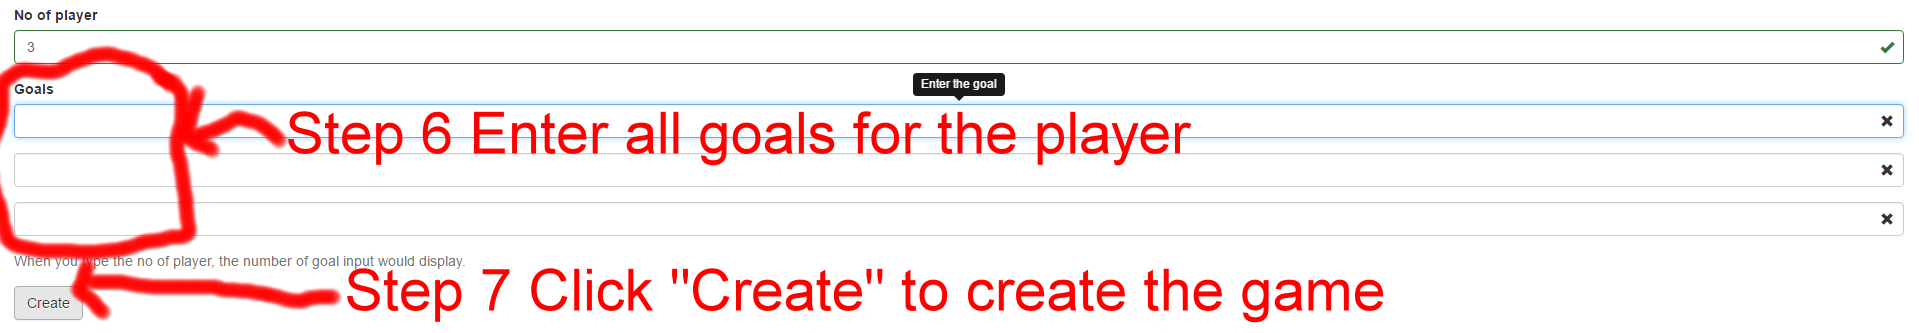 No of player
3
Goals
Enter the goal
Step 6 Enter all goals for the player
When you type the no of player, the number of goal input would display.
Step 7 Click "Create" to create the game
Create